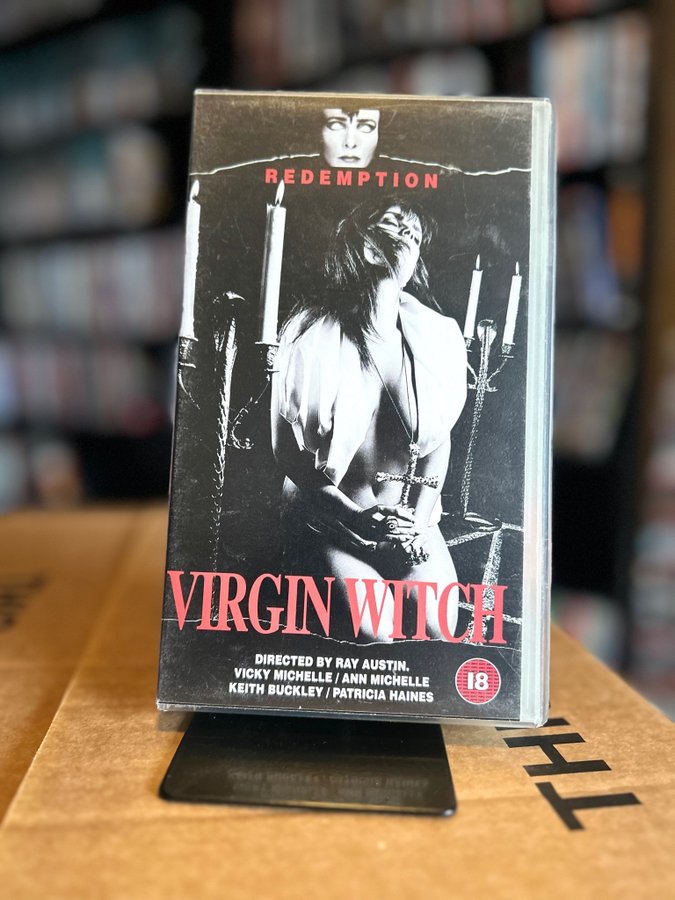 REDEMPTION
VIRGIN WITCH
DIRECTED BY RAY AUSTIN,
VICKY MICHELLE / ANN MICHELLE
KEITH BUCKLEY / PATRICIA HAINES
18